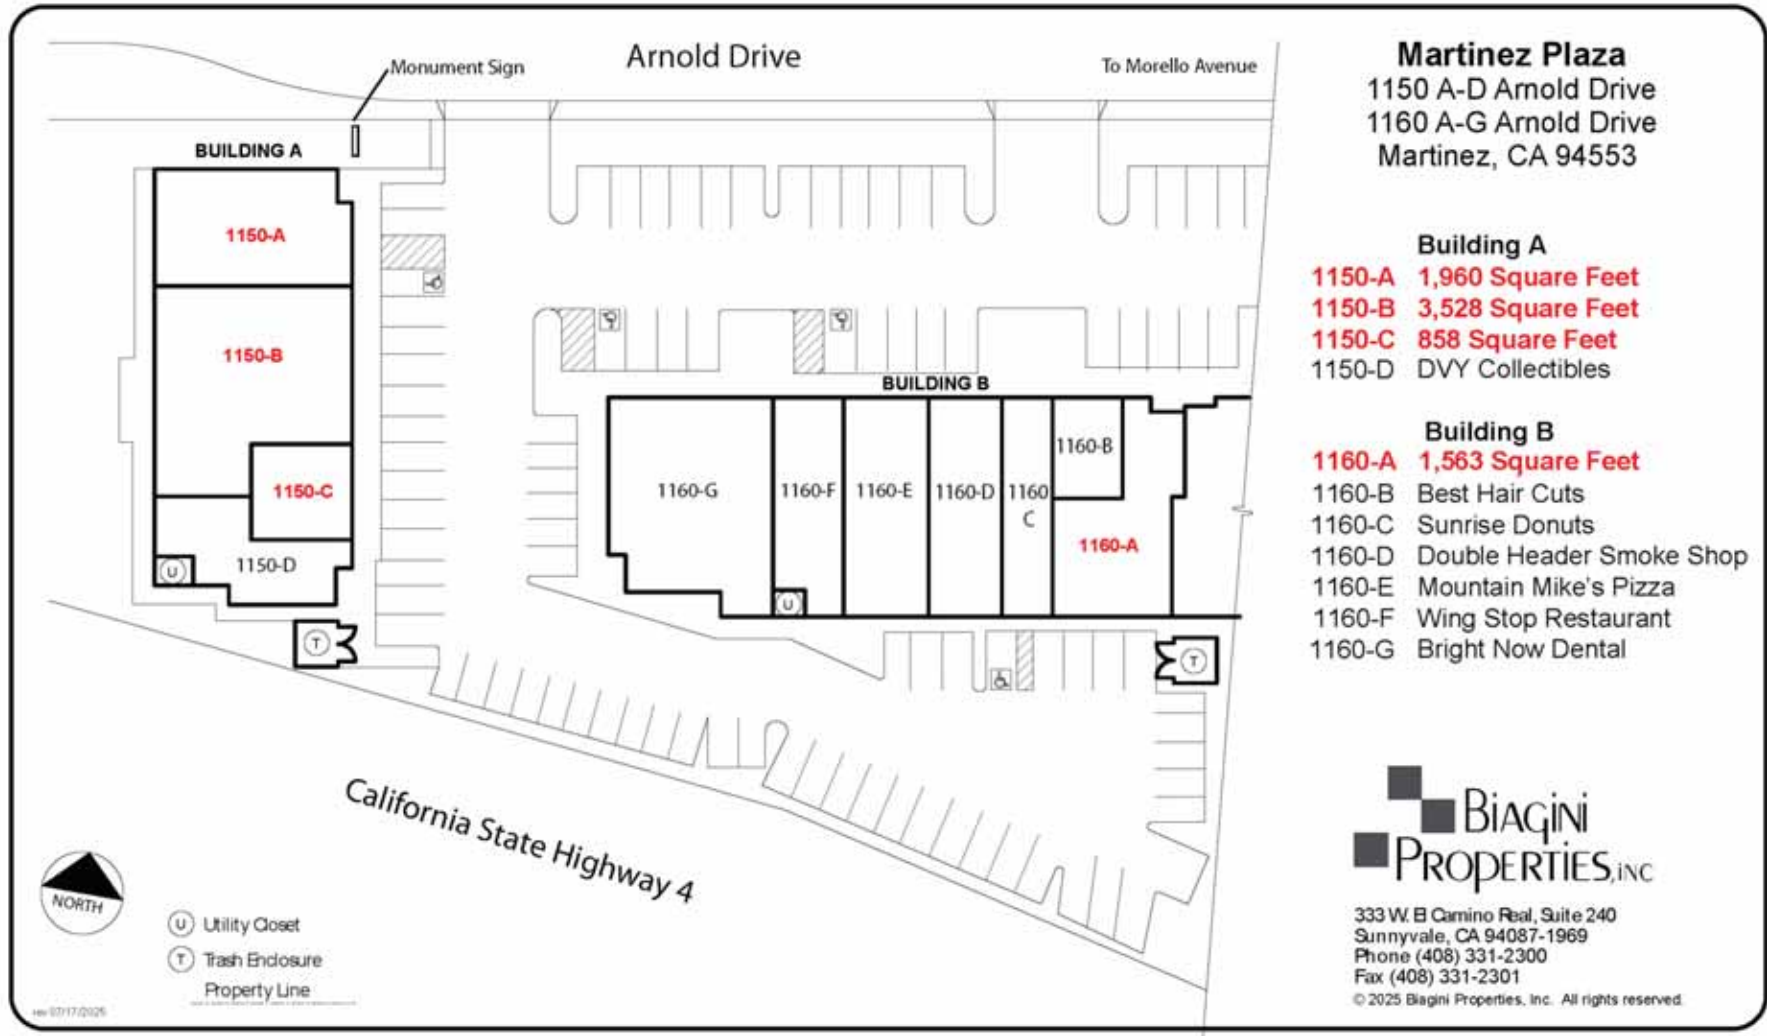 Arnold Drive
Monument Sign
To Morello Avenue
BUILDING A
1150-A
1150-B
1150-C
1150-D
U
T
BUILDING B
1160-G
1160-F
1160-E
1160-D
1160
C
1160-B
1160-A
U
T
California State Highway 4
NORTH
U Utility Closet
T Trash Enclosure
Property Line
rev 07/17/2025
Martinez Plaza
1150 A-D Arnold Drive
1160 A-G Arnold Drive
Martinez, CA 94553
Building A
1150-A 1,960 Square Feet
1150-B 3,528 Square Feet
1150-C 858 Square Feet
1150-D DVY Collectibles
Building B
1160-A 1,563 Square Feet
1160-B Best Hair Cuts
1160-C Sunrise Donuts
1160-D Double Header Smoke Shop
1160-E Mountain Mike's Pizza
1160-F Wing Stop Restaurant
1160-G Bright Now Dental
BIAGINI
PROPERTIES, INC
333 W. El Camino Real, Suite 240
Sunnyvale, CA 94087-1969
Phone (408) 331-2300
Fax (408) 331-2301
© 2025 Biagini Properties, Inc. All rights reserved.